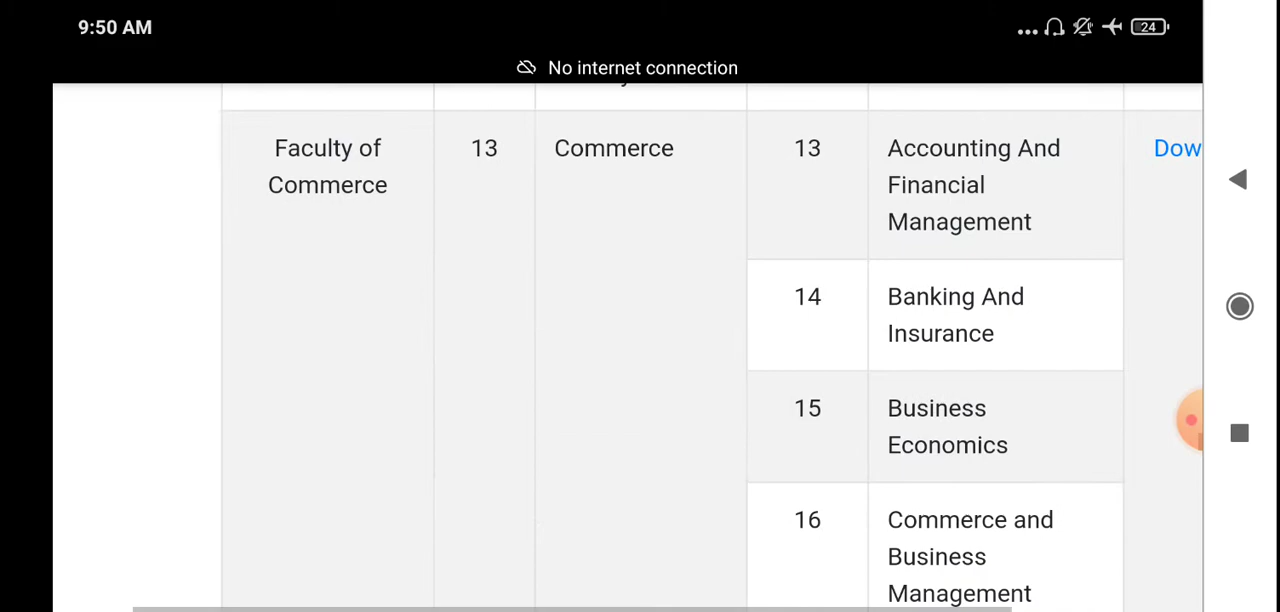 9:50 AM
24
No internet connection
Faculty of
Commerce
13
Commerce
13
Accounting And
Financial
Management
Dow
14
Banking And
Insurance
15
Business
Economics
16
Commerce and
Business
Management